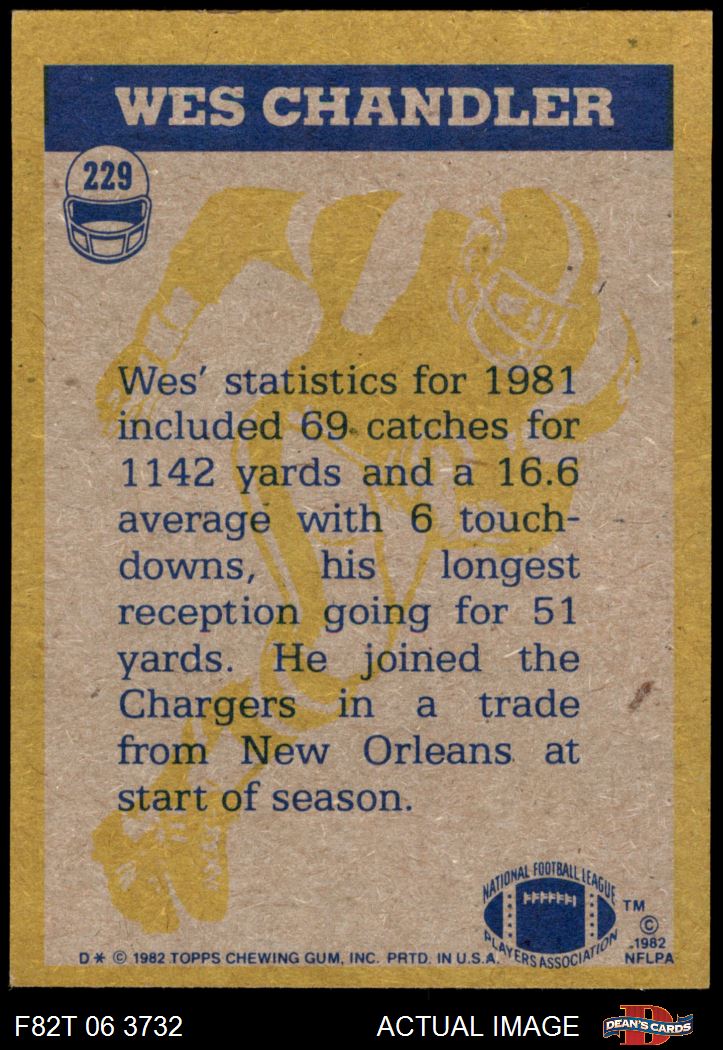 WES CHANDLER
229
Wes' statistics for 1981
included 69 catches for
1142 yards and a 16.6
average with 6 touch-
downs, his longest
reception going for 51
yards. He joined the
Chargers in a trade
from New Orleans at
start of season.
NATIONAL FOOTBALL LEAGUE
PLAYERS ASSOCIATION
TM
©
1982
NFLPA
D* © 1982 TOPPS CHEWING GUM, INC. PRTD. IN U.S.A.
F82T 06 3732
ACTUAL IMAGE
D
DEAN'S CARDS